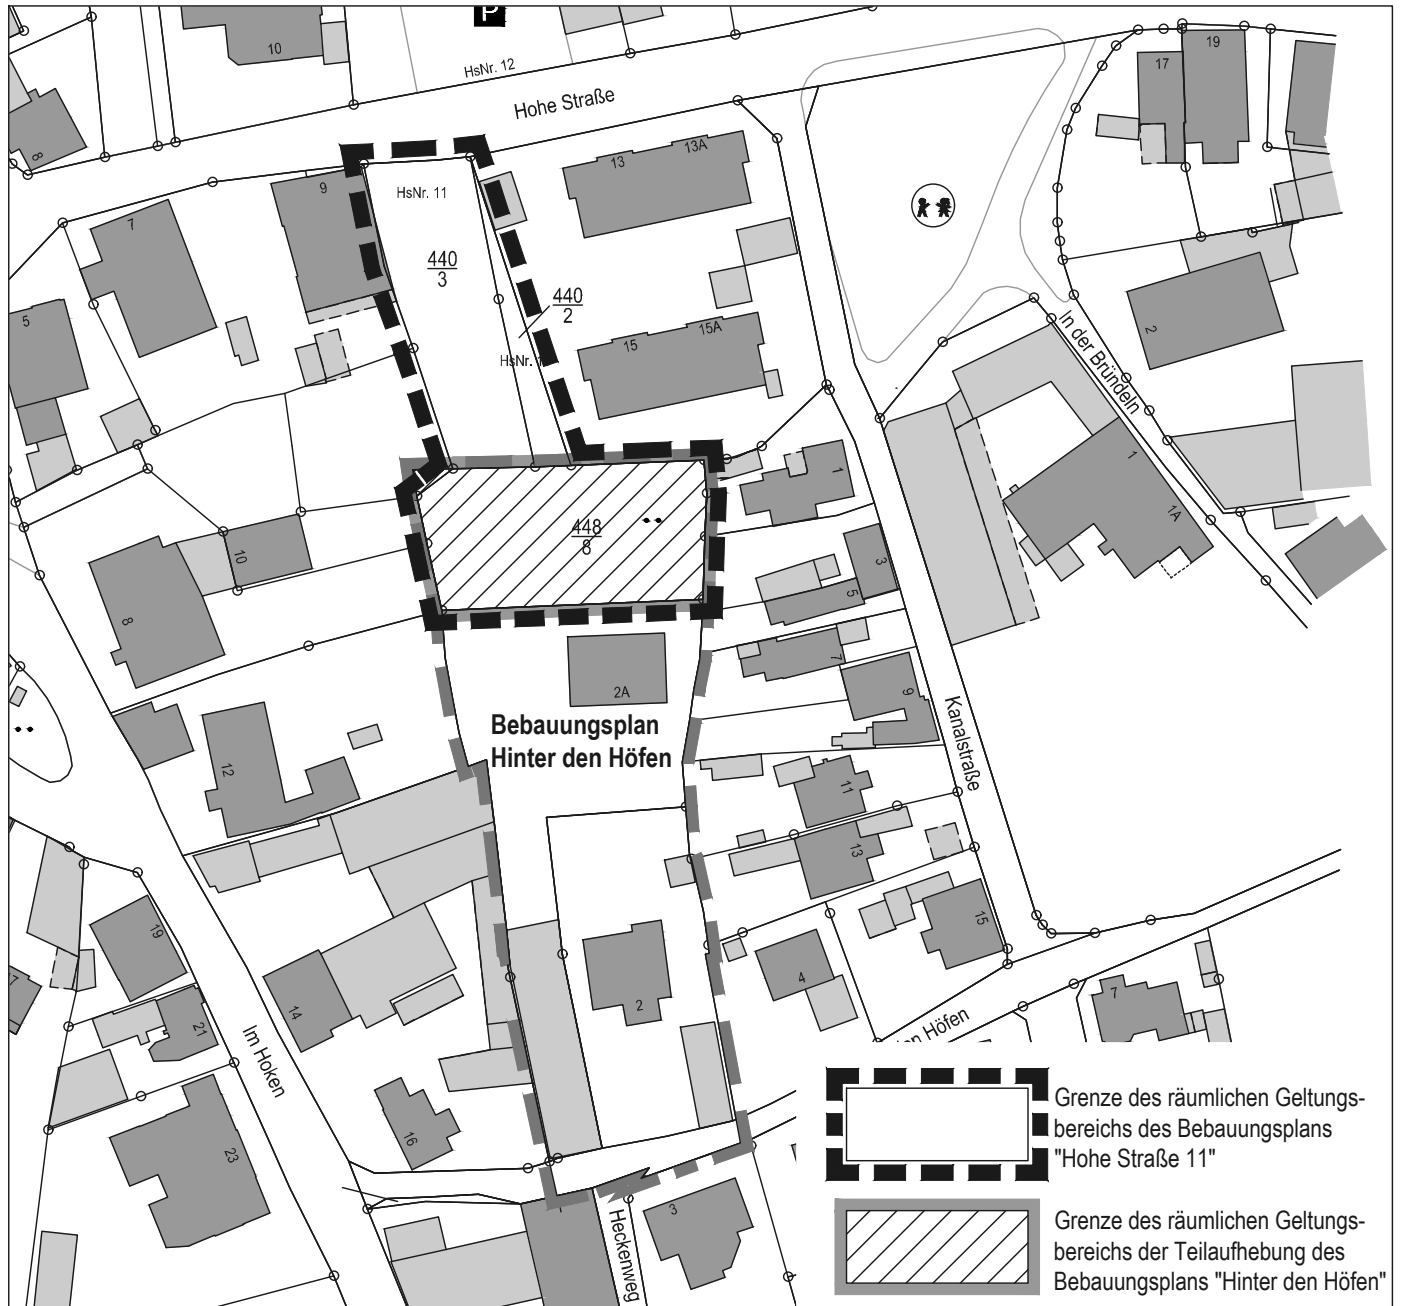 P
10
HsNr. 12
Hohe Straße
19
17
8
13
13A
9
HsNr. 11
7
440
3
440
2
5
15
15A
HsNr. 1
2
In der Bründeln
1
1
1A
448
6
10
3
5
8
7
9
2A
Bebauungsplan
Hinter den Höfen
Kanalstraße
12
11
13
19
15
4
2
7
14
21
7
en Höfen
Im Hoken
16
23
3
Heckenweg
Grenze des räumlichen Geltungs-
bereichs des Bebauungsplans
"Hohe Straße 11"
Grenze des räumlichen Geltungs-
bereichs der Teilaufhebung des
Bebauungsplans "Hinter den Höfen"